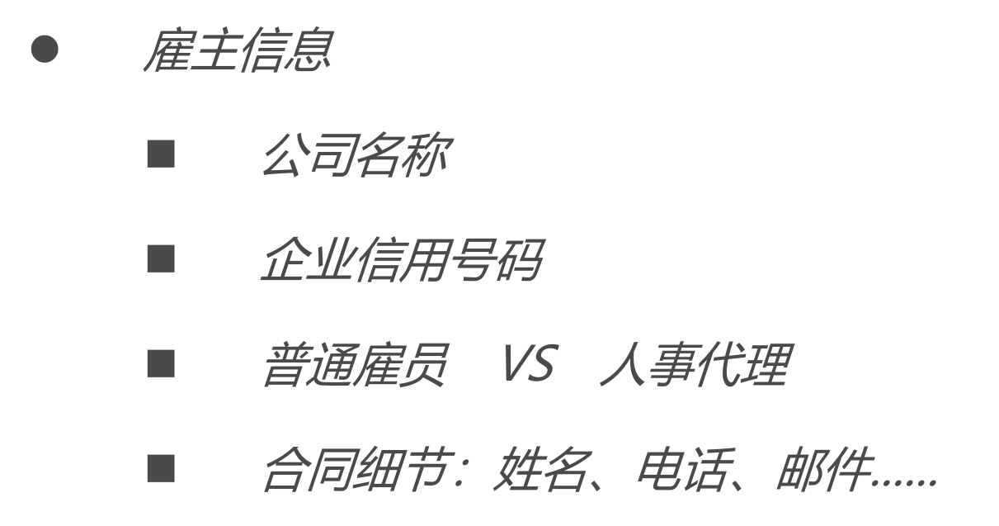 ● 雇主信息
■ 公司名称
■ 企业信用号码
■ 普通雇员 VS 人事代理
■ 合同细节：姓名、电话、邮件......